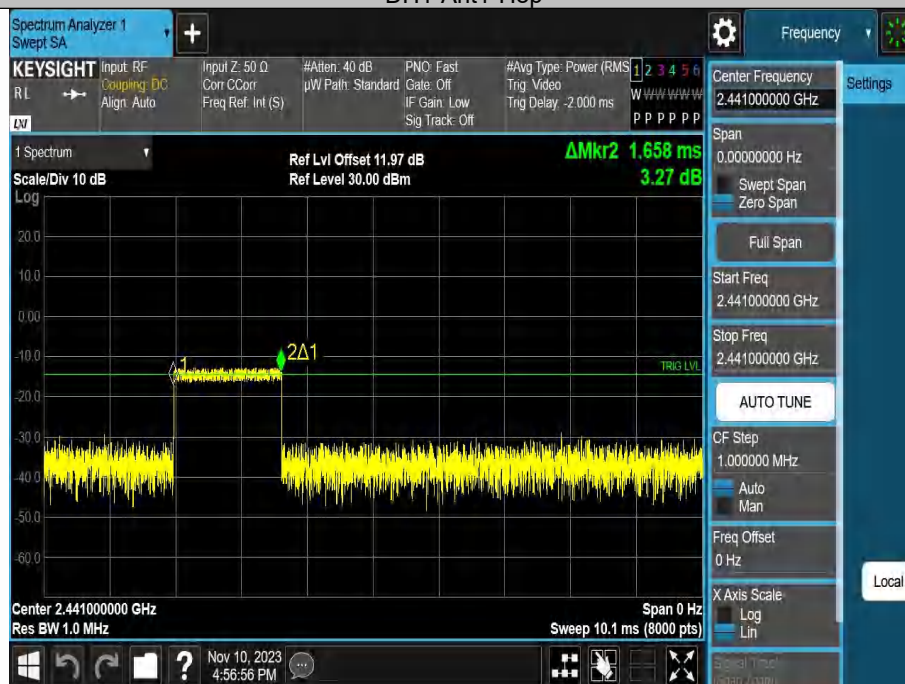 Spectrum Analyzer 1
Swept SA
Frequency
KEYSIGHT
RL
LXI
Input: RF
Coupling: DC
Align: Auto
Input Z: 50 Ω
Corr CCorr
Freq Ref: Int (S)
#Atten: 40 dB
µW Path: Standard
PNO: Fast
Gate: Off
IF Gain: Low
Sig Track: Off
#Avg Type: Power (RMS
Trig: Video
Trig Delay: -2.000 ms
1 2 3 4 5 6
W W W W W W
P P P P P P
Center Frequency
2.441000000 GHz
Settings
Span
0.00000000 Hz
Swept Span
Zero Span
Full Span
Start Freq
2.441000000 GHz
Stop Freq
2.441000000 GHz
AUTO TUNE
CF Step
1.000000 MHz
Auto
Man
Freq Offset
0 Hz
X Axis Scale
Log
Lin
Local
1 Spectrum
Scale/Div 10 dB
Log
Ref Lvl Offset 11.97 dB
Ref Level 30.00 dBm
ΔMkr2 1.658 ms
3.27 dB
20.0
10.0
0.00
-10.0
-20.0
-30.0
-40.0
-50.0
-60.0
1
2Δ1
TRIG LVL
Center 2.441000000 GHz
Res BW 1.0 MHz
Span 0 Hz
Sweep 10.1 ms (8000 pts)
?
Nov 10, 2023
4:56:56 PM